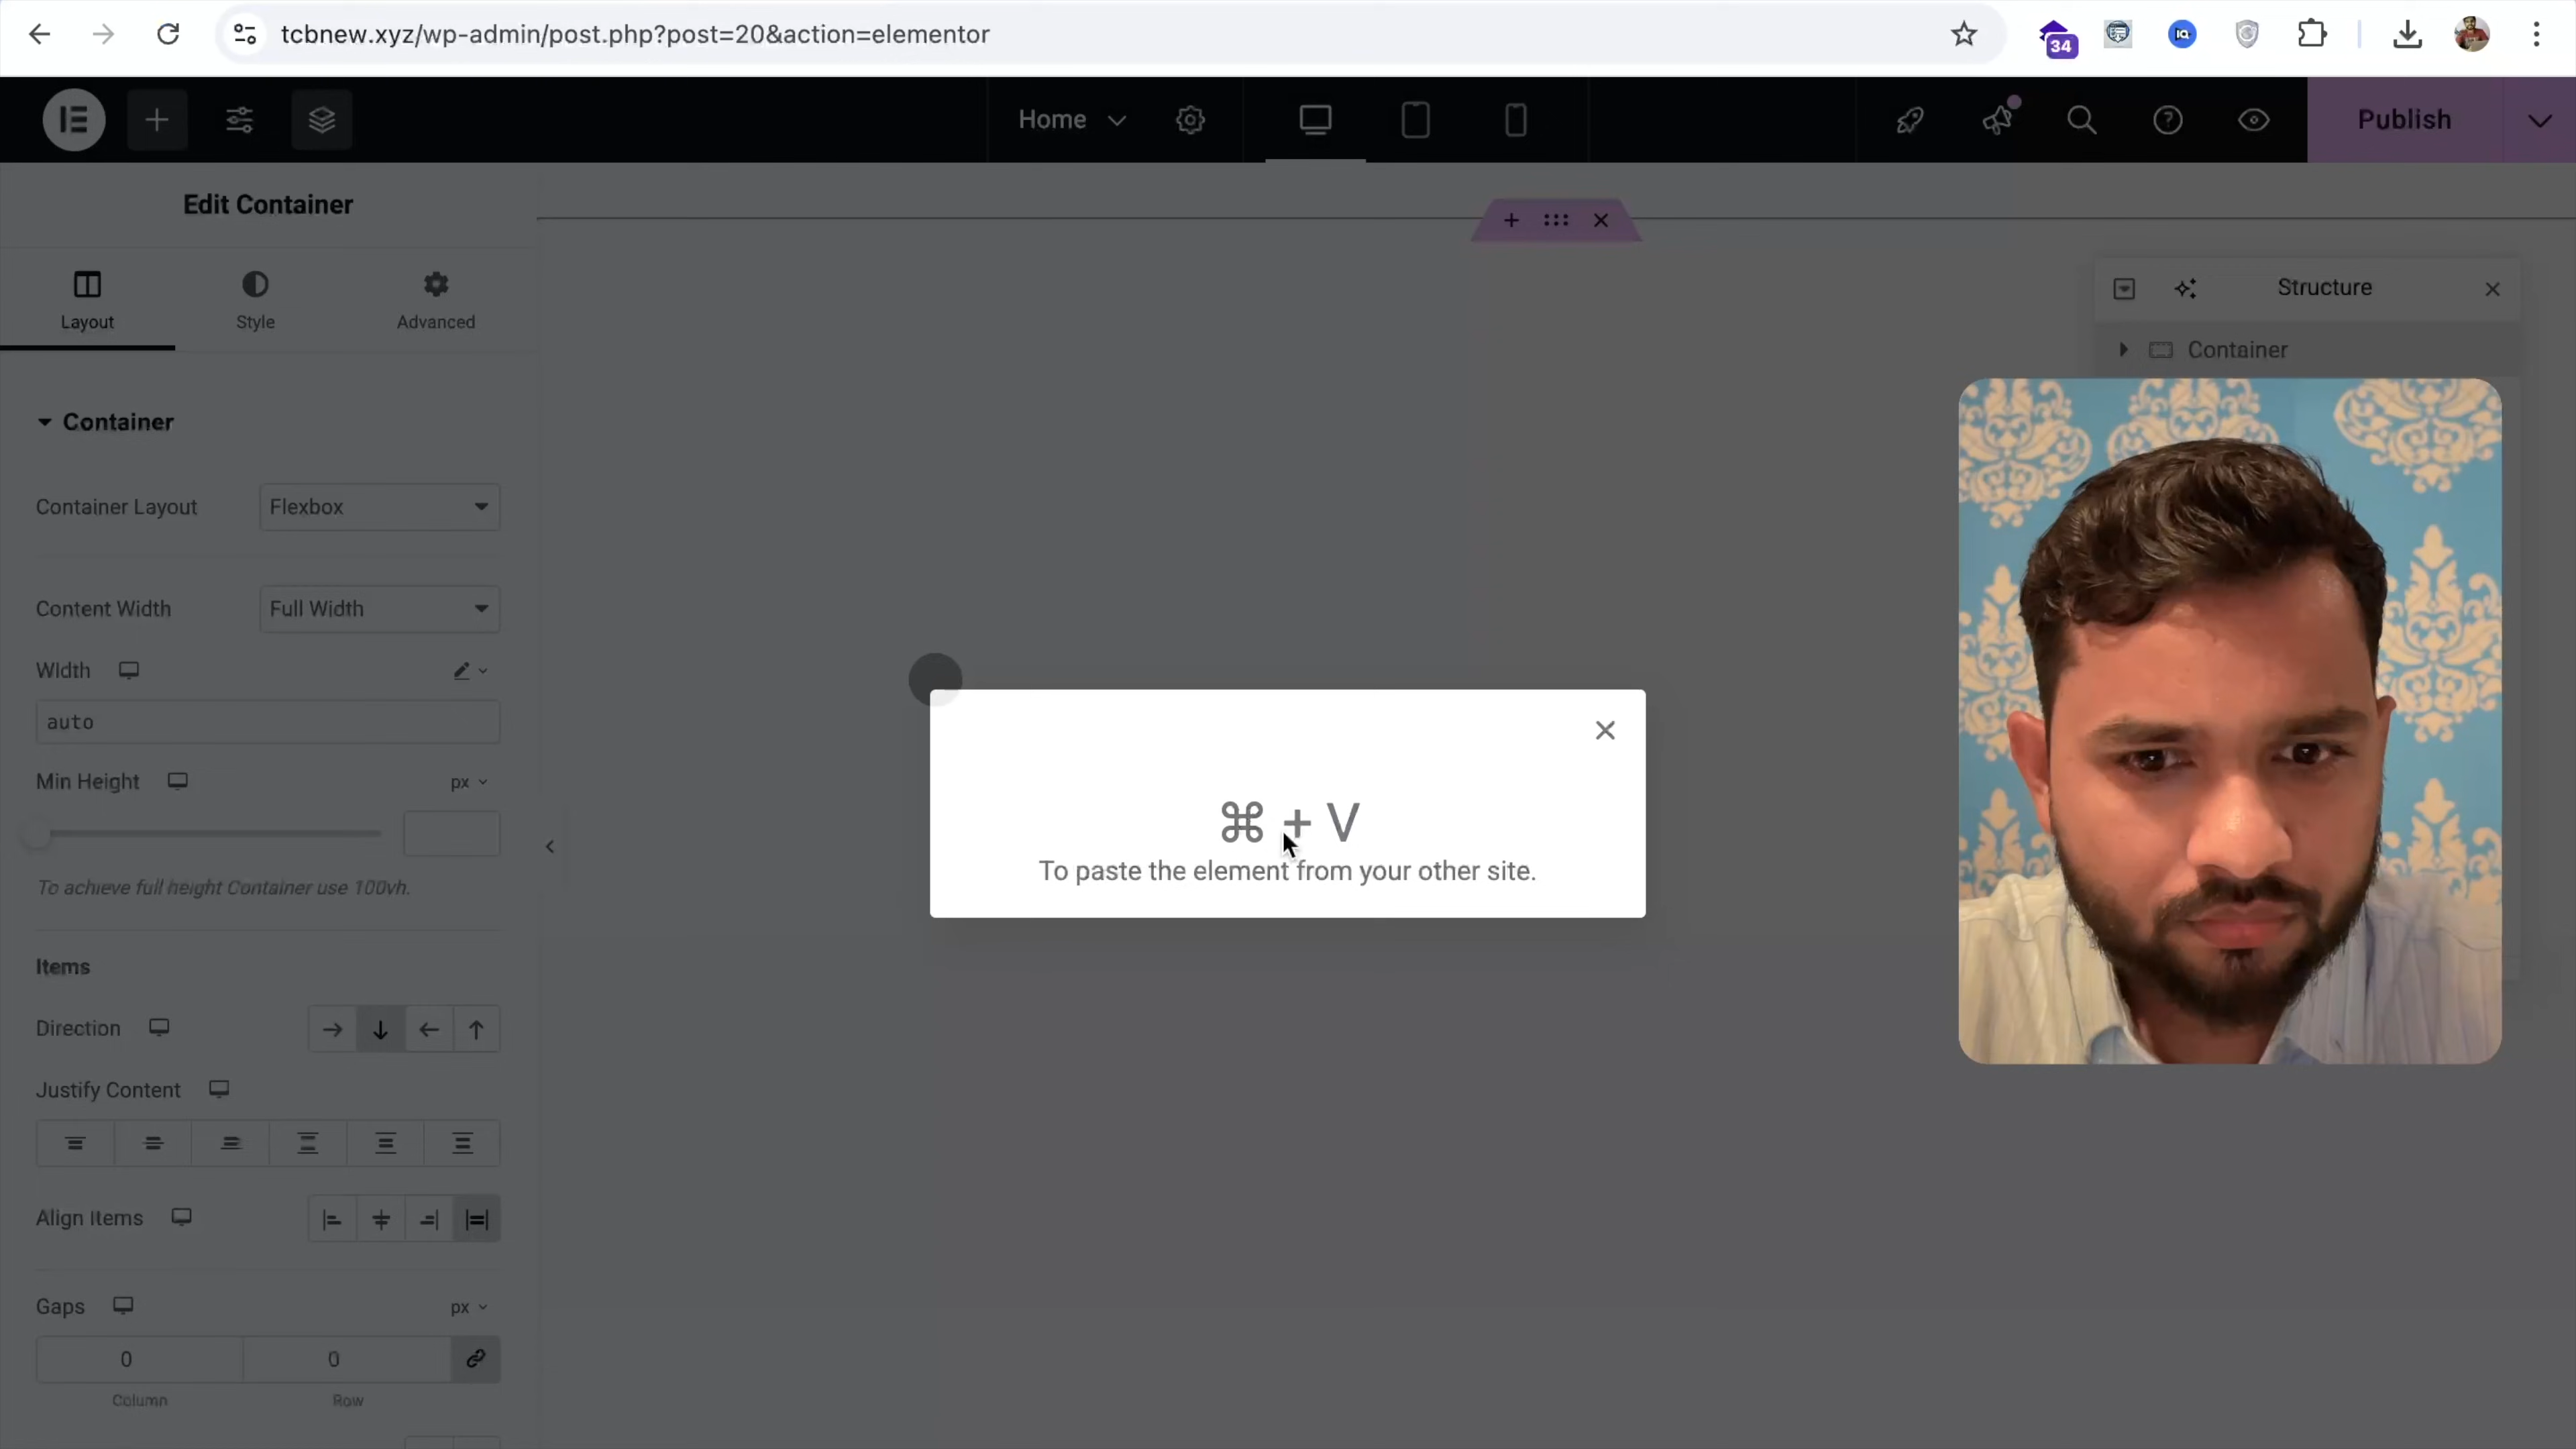 tcbnew.xyz/wp-admin/post.php?post=20&action=elementor
34
IQ
Home
Publish
Edit Container
Structure
Layout
Style
Advanced
Container
Container
Container Layout
Flexbox
Content Width
Full Width
Width
auto
Min Height
px
To achieve full height Container use 100vh.
⌘ + V
To paste the element from your other site.
Items
Direction
Justify Content
Align Items
Gaps
px
0
0
Column
Row